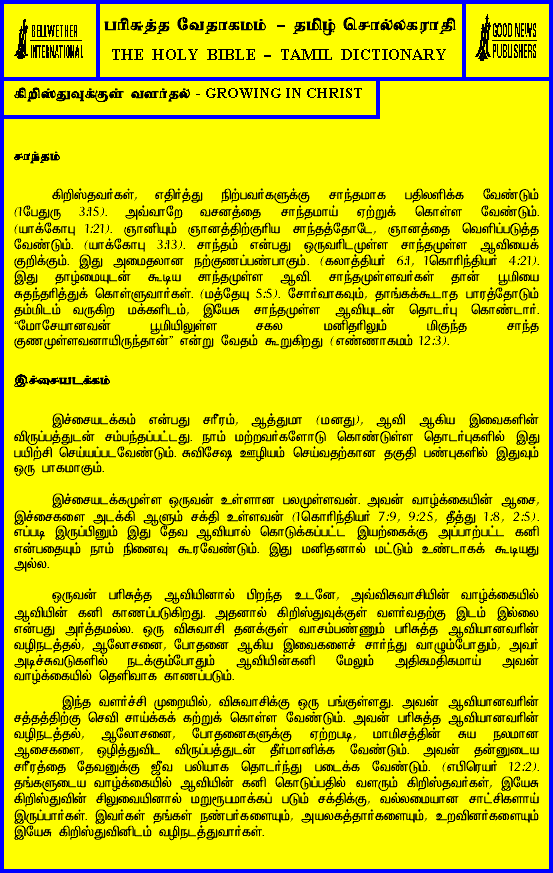 BELLWETHER
INTERNATIONAL
பரிசுத்த வேதாகமம் – தமிழ் சொல்லகராதி
THE HOLY BIBLE – TAMIL DICTIONARY
GOOD NEWS
PUBLISHERS
கிறிஸ்துவுக்குள் வளர்தல் - GROWING IN CHRIST
சாந்தம்
கிறிஸ்தவர்கள், எதிர்த்து நிற்பவர்களுக்கு சாந்தமாக பதிலளிக்க வேண்டும்
(1பேதுரு 3:15). அவ்வாறே வசனத்தை சாந்தமாய் ஏற்றுக் கொள்ள வேண்டும்.
(யாக்கோபு 1:21). ஞானியும் ஞானத்திற்குரிய சாந்தத்தோடே, ஞானத்தை வெளிப்படுத்த
வேண்டும். (யாக்கோபு 3:13). சாந்தம் என்பது ஒருவரிடமுள்ள சாந்தமுள்ள ஆவியைக்
குறிக்கும். இது அமைதலான நற்குணப்பண்பாகும். (கலாத்தியர் 6:1, 1கொரிந்தியர் 4:21).
இது தாழ்மையுடன் கூடிய சாந்தமுள்ள ஆவி. சாந்தமுள்ளவர்கள் தான் பூமியை
சுதந்தரித்துக் கொள்ளுவார்கள். (மத்தேயு 5:5). சோர்வாகவும், தாங்கக்கூடாத பாரத்தோடும்
தம்மிடம் வருகிற மக்களிடம், இயேசு சாந்தமுள்ள ஆவியுடன் தொடர்பு கொண்டார்.
"மோசேயானவன் பூமியிலுள்ள சகல மனிதரிலும் மிகுந்த சாந்த
குணமுள்ளவனாயிருந்தான்" என்று வேதம் கூறுகிறது (எண்ணாகமம் 12:3).
இச்சையடக்கம்
இச்சையடக்கம் என்பது சரீரம், ஆத்துமா (மனது), ஆவி ஆகிய இவைகளின்
விருப்பத்துடன் சம்பந்தப்பட்டது. நாம் மற்றவர்களோடு கொண்டுள்ள தொடர்புகளில் இது
பயிற்சி செய்யப்படவேண்டும். சுவிசேஷ ஊழியம் செய்வதற்கான தகுதி பண்புகளில் இதுவும்
ஒரு பாகமாகும்.
இச்சையடக்கமுள்ள ஒருவன் உள்ளான பலமுள்ளவன். அவன் வாழ்க்கையின் ஆசை,
இச்சைகளை அடக்கி ஆளும் சக்தி உள்ளவன் (1கொரிந்தியர் 7:9, 9:25, தீத்து 1:8, 2:5).
எப்படி இருப்பினும் இது தேவ ஆவியால் கொடுக்கப்பட்ட இயற்கைக்கு அப்பாற்பட்ட கனி
என்பதையும் நாம் நினைவு கூரவேண்டும். இது மனிதனால் மட்டும் உண்டாகக் கூடியது
அல்ல.
ஒருவன் பரிசுத்த ஆவியினால் பிறந்த உடனே, அவ்விசுவாசியின் வாழ்க்கையில்
ஆவியின் கனி காணப்படுகிறது. அதனால் கிறிஸ்துவுக்குள் வளர்வதற்கு இடம் இல்லை
என்பது அர்த்தமல்ல. ஒரு விசுவாசி தனக்குள் வாசம்பண்ணும் பரிசுத்த ஆவியானவரின்
வழிநடத்தல், ஆலோசனை, போதனை ஆகிய இவைகளைச் சார்ந்து வாழும்போதும், அவர்
அடிச்சுவடுகளில் நடக்கும்போதும் ஆவியின்கனி மேலும் அதிகமதிகமாய் அவன்
வாழ்க்கையில் தெளிவாக காணப்படும்.
இந்த வளர்ச்சி முறையில், விசுவாசிக்கு ஒரு பங்குள்ளது. அவன் ஆவியானவரின்
சத்தத்திற்கு செவி சாய்க்கக் கற்றுக் கொள்ள வேண்டும். அவன் பரிசுத்த ஆவியானவரின்
வழிநடத்தல், ஆலோசனை, போதனைகளுக்கு ஏற்றபடி, மாமிசத்தின் சுய நலமான
ஆசைகளை, ஒழித்துவிட விருப்பத்துடன் தீர்மானிக்க வேண்டும். அவன் தன்னுடைய
சரீரத்தை தேவனுக்கு ஜீவ பலியாக தொடர்ந்து படைக்க வேண்டும். (எபிரெயர் 12:2).
தங்களுடைய வாழ்க்கையில் ஆவியின் கனி கொடுப்பதில் வளரும் கிறிஸ்தவர்கள், இயேசு
கிறிஸ்துவின் சிலுவையினால் மறுரூபமாக்கப் படும் சக்திக்கு, வல்லமையான சாட்சிகளாய்
இருப்பார்கள். இவர்கள் தங்கள் நண்பர்களையும், அயலகத்தார்களையும், உறவினர்களையும்
இயேசு கிறிஸ்துவினிடம் வழிநடத்துவார்கள்.